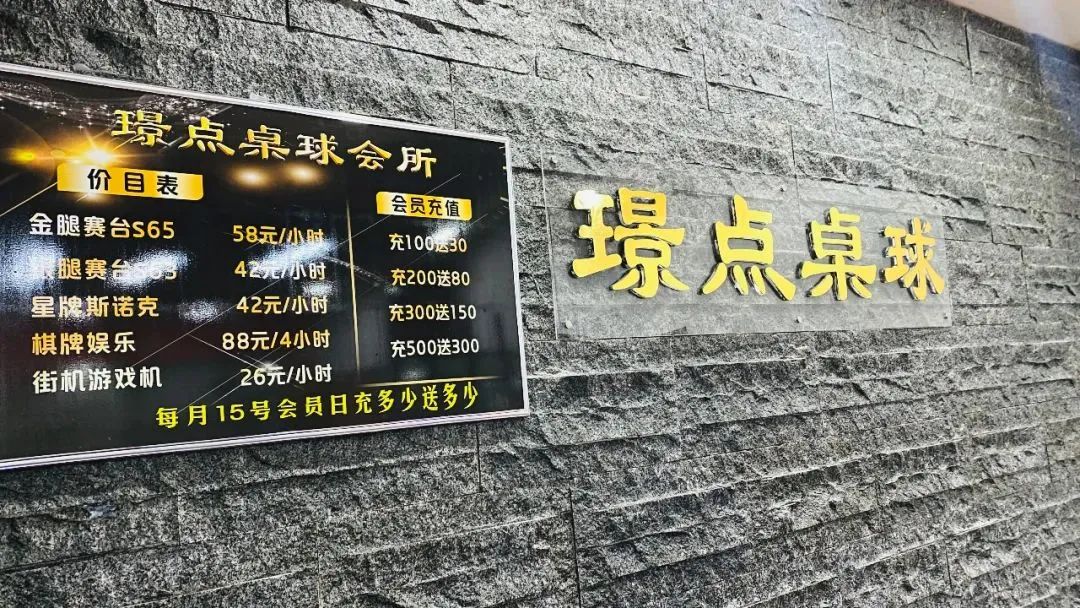 璟点桌球会所
价目表
金腿赛台S65 58元/小时
银腿赛台S65 42元/小时
星牌斯诺克 42元/小时
棋牌娱乐 88元/4小时
街机游戏机 26元/小时
会员充值
充100送30
充200送80
充300送150
充500送300
每月15号会员日充多少送多少
璟点桌球